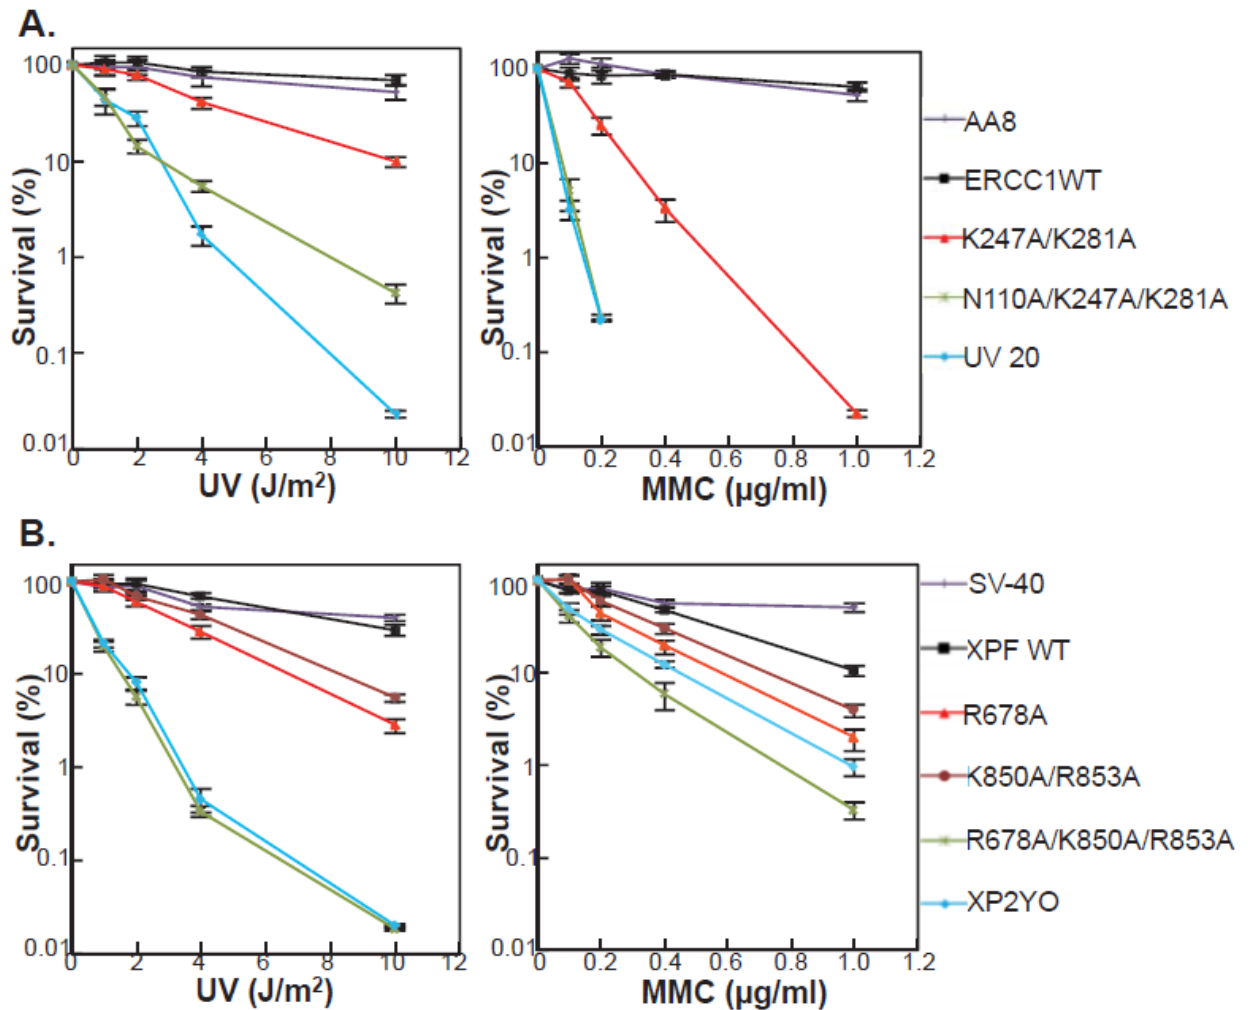 A.
Survival (%)
100
10
1
0.1
0.01
0 2 4 6 8 10 12
UV (J/m²)
Survival (%)
100
10
1
0.1
0.01
0 0.2 0.4 0.6 0.8 1.0 1.2
MMC (µg/ml)
AA8
ERCC1WT
K247A/K281A
N110A/K247A/K281A
UV 20
B.
Survival (%)
100
10
1
0.1
0.01
0 2 4 6 8 10 12
UV (J/m²)
Survival (%)
100
10
1
0.1
0.01
0 0.2 0.4 0.6 0.8 1.0 1.2
MMC (µg/ml)
SV-40
XPF WT
R678A
K850A/R853A
R678A/K850A/R853A
XP2YO